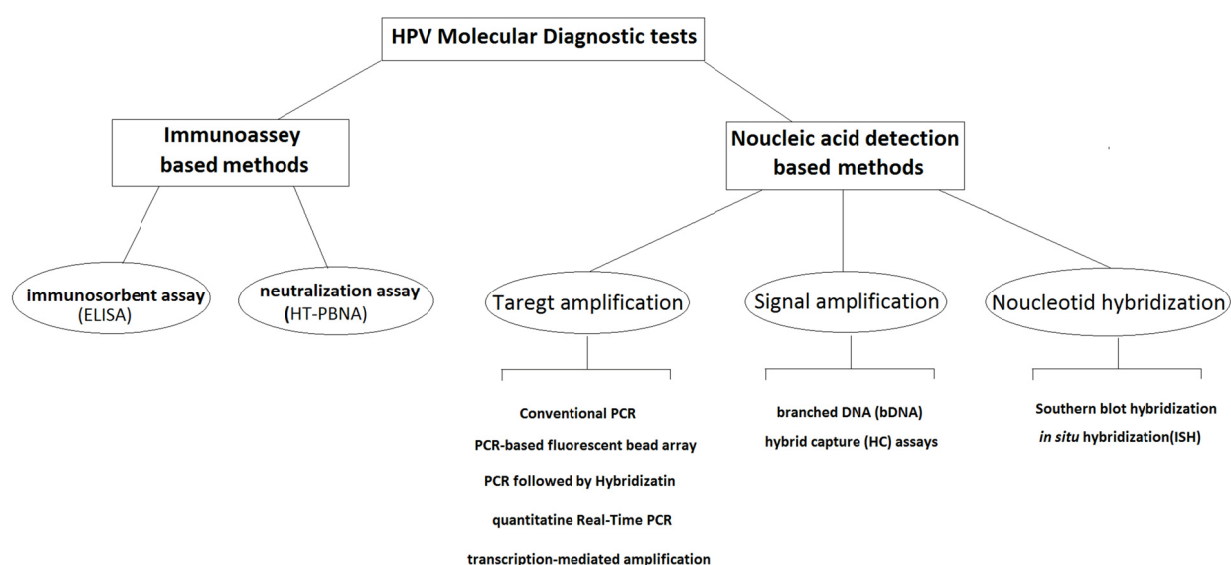 HPV Molecular Diagnostic tests
Immunoassey
based methods
Noucleic acid detection
based methods
immunosorbent assay
(ELISA)
neutralization assay
(HT-PBNA)
Taregt amplification
Signal amplification
Noucleotid hybridization
Conventional PCR
PCR-based fluorescent bead array
PCR followed by Hybridizatin
quantitatine Real-Time PCR
transcription-mediated amplification
branched DNA (bDNA)
hybrid capture (HC) assays
Southern blot hybridization
in situ hybridization(ISH)